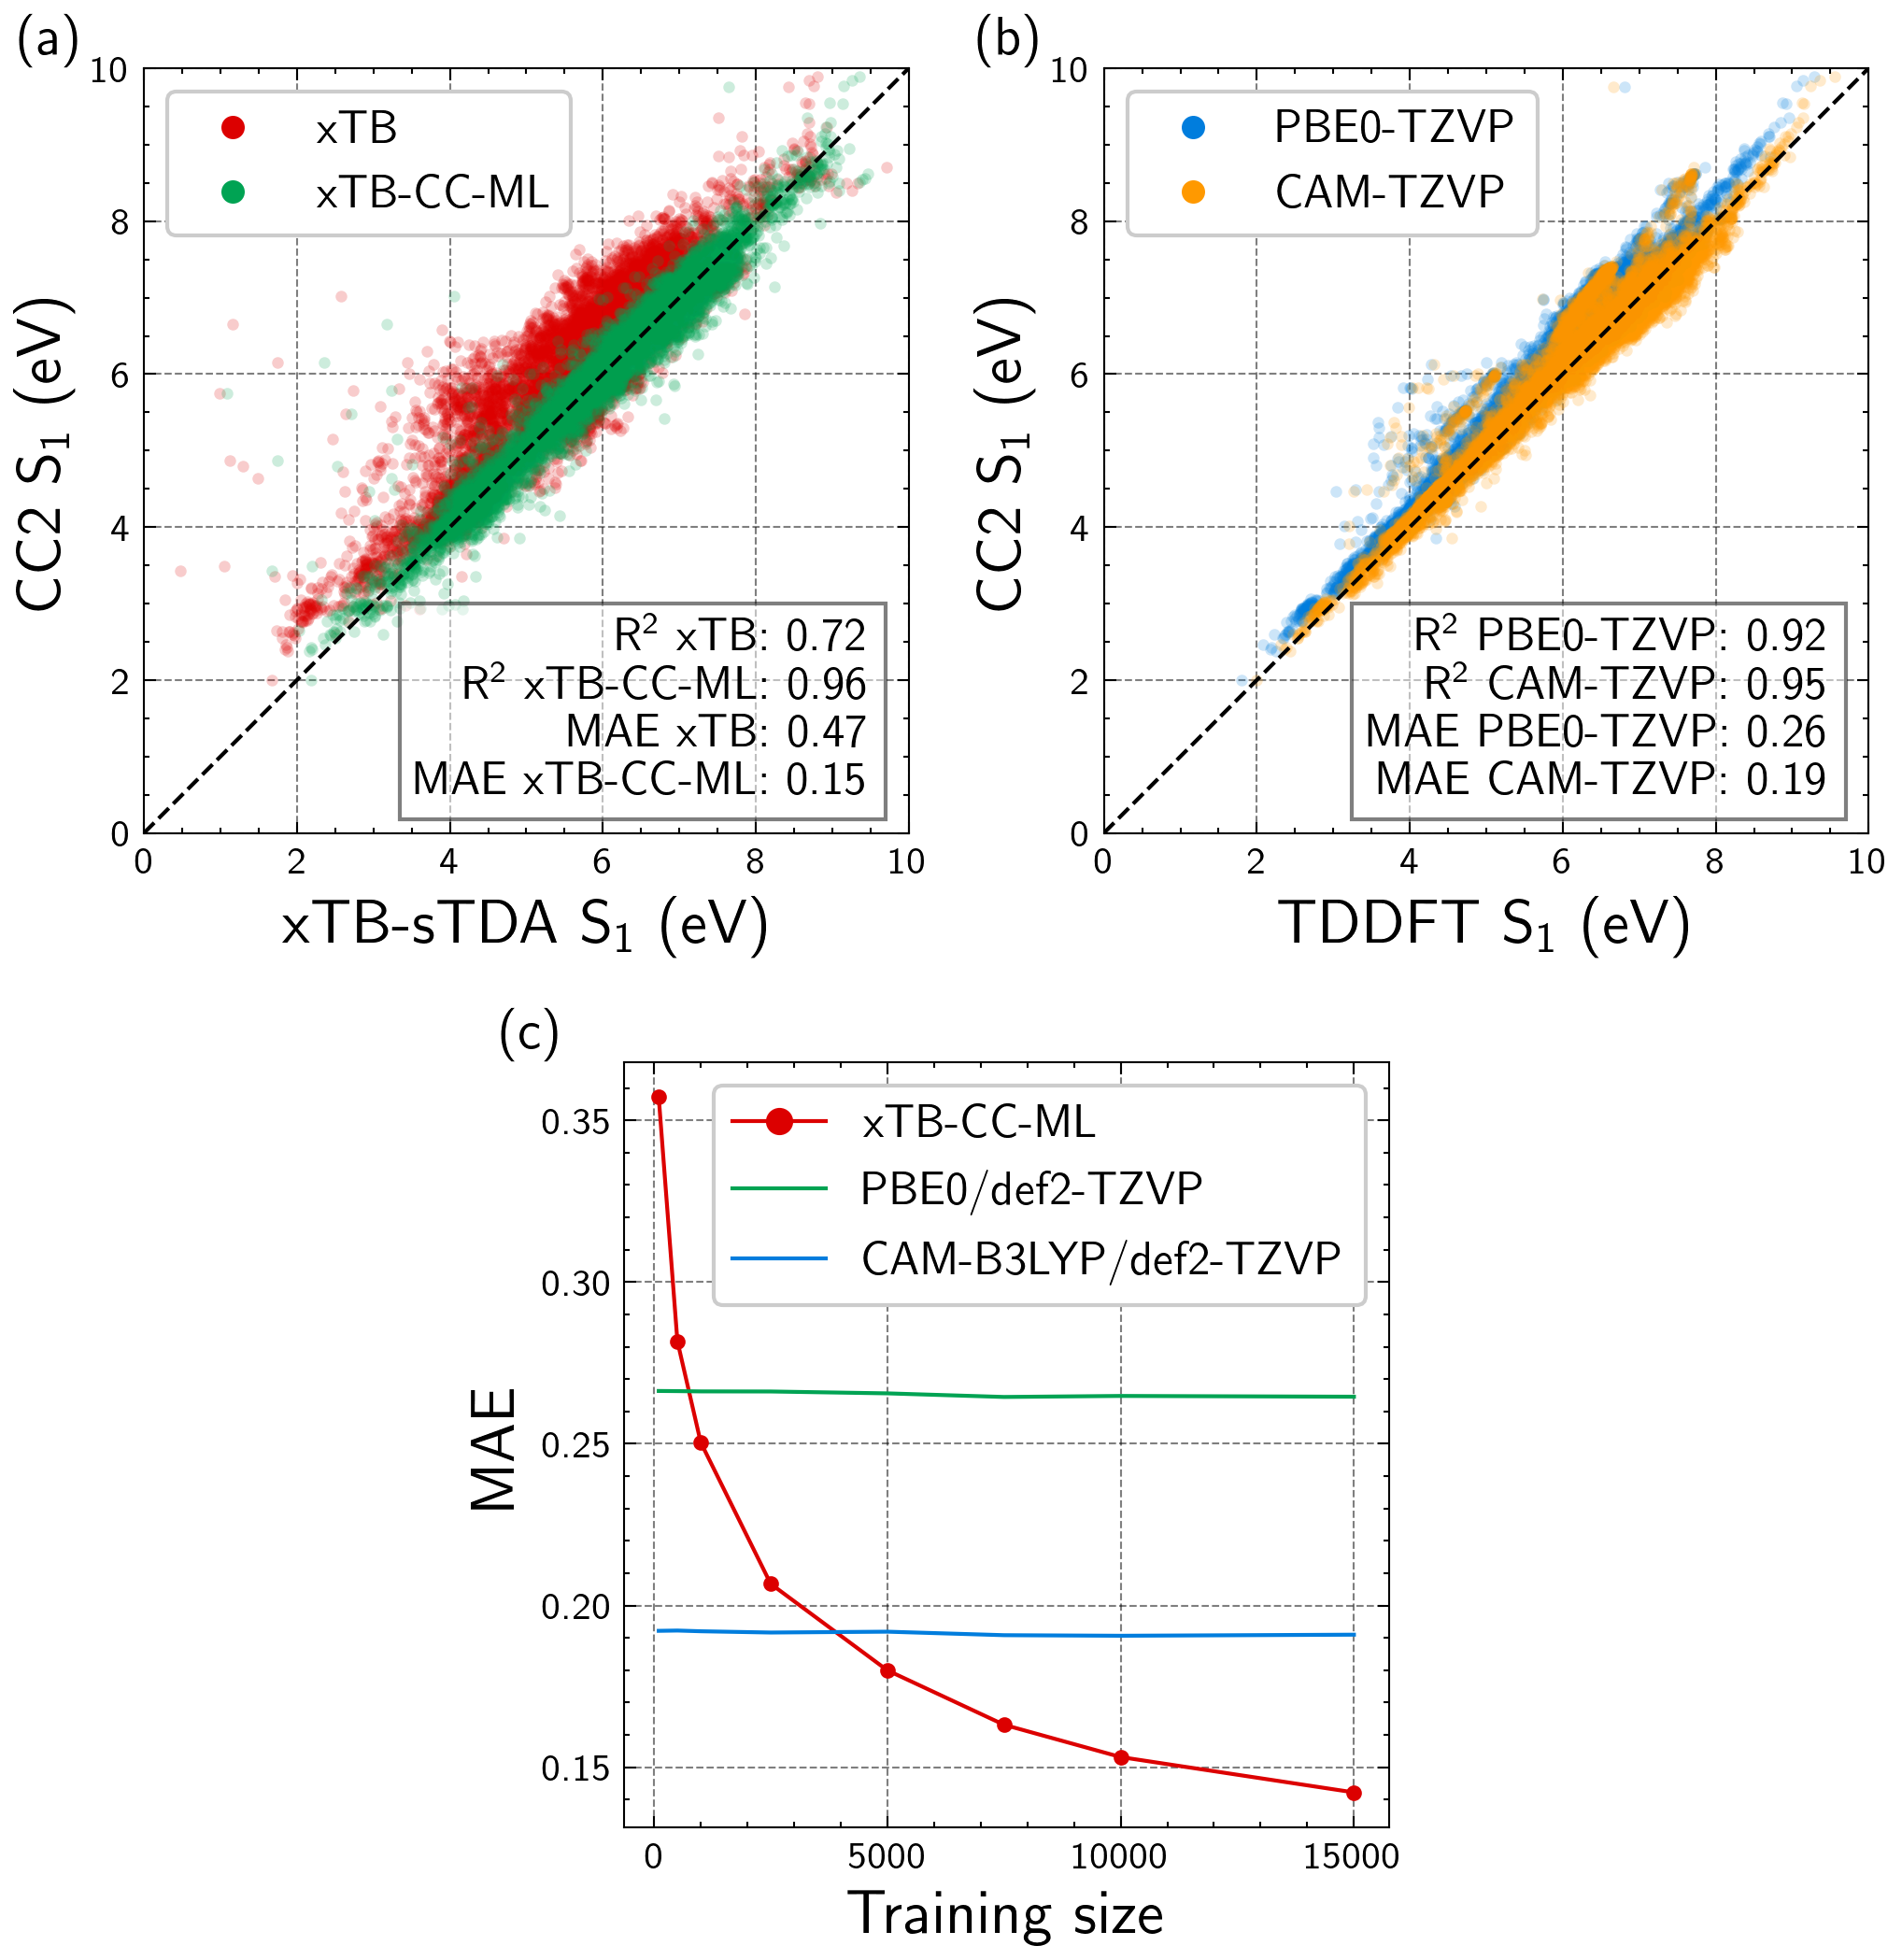 (a)
10
8
6
4
2
0
0 2 4 6 8 10
CC2 S₁ (eV)
xTB-sTDA S₁ (eV)
xTB
xTB-CC-ML
R² xTB: 0.72
R² xTB-CC-ML: 0.96
MAE xTB: 0.47
MAE xTB-CC-ML: 0.15
(b)
10
8
6
4
2
0
0 2 4 6 8 10
CC2 S₁ (eV)
TDDFT S₁ (eV)
PBE0-TZVP
CAM-TZVP
R² PBE0-TZVP: 0.92
R² CAM-TZVP: 0.95
MAE PBE0-TZVP: 0.26
MAE CAM-TZVP: 0.19
(c)
0.35
0.30
0.25
0.20
0.15
MAE
xTB-CC-ML
PBE0/def2-TZVP
CAM-B3LYP/def2-TZVP
0 5000 10000 15000
Training size